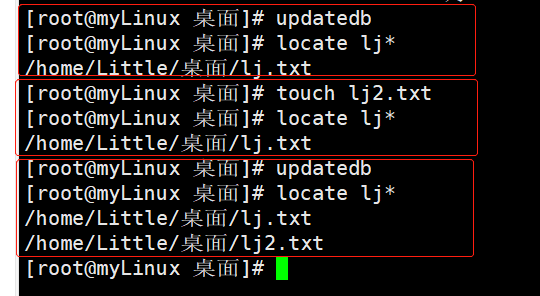 [root@myLinux 桌面]# updatedb
[root@myLinux 桌面]# locate lj*
/home/Little/桌面/lj.txt
[root@myLinux 桌面]# touch lj2.txt
[root@myLinux 桌面]# locate lj*
/home/Little/桌面/lj.txt
[root@myLinux 桌面]# updatedb
[root@myLinux 桌面]# locate lj*
/home/Little/桌面/lj.txt
/home/Little/桌面/lj2.txt
[root@myLinux 桌面]#